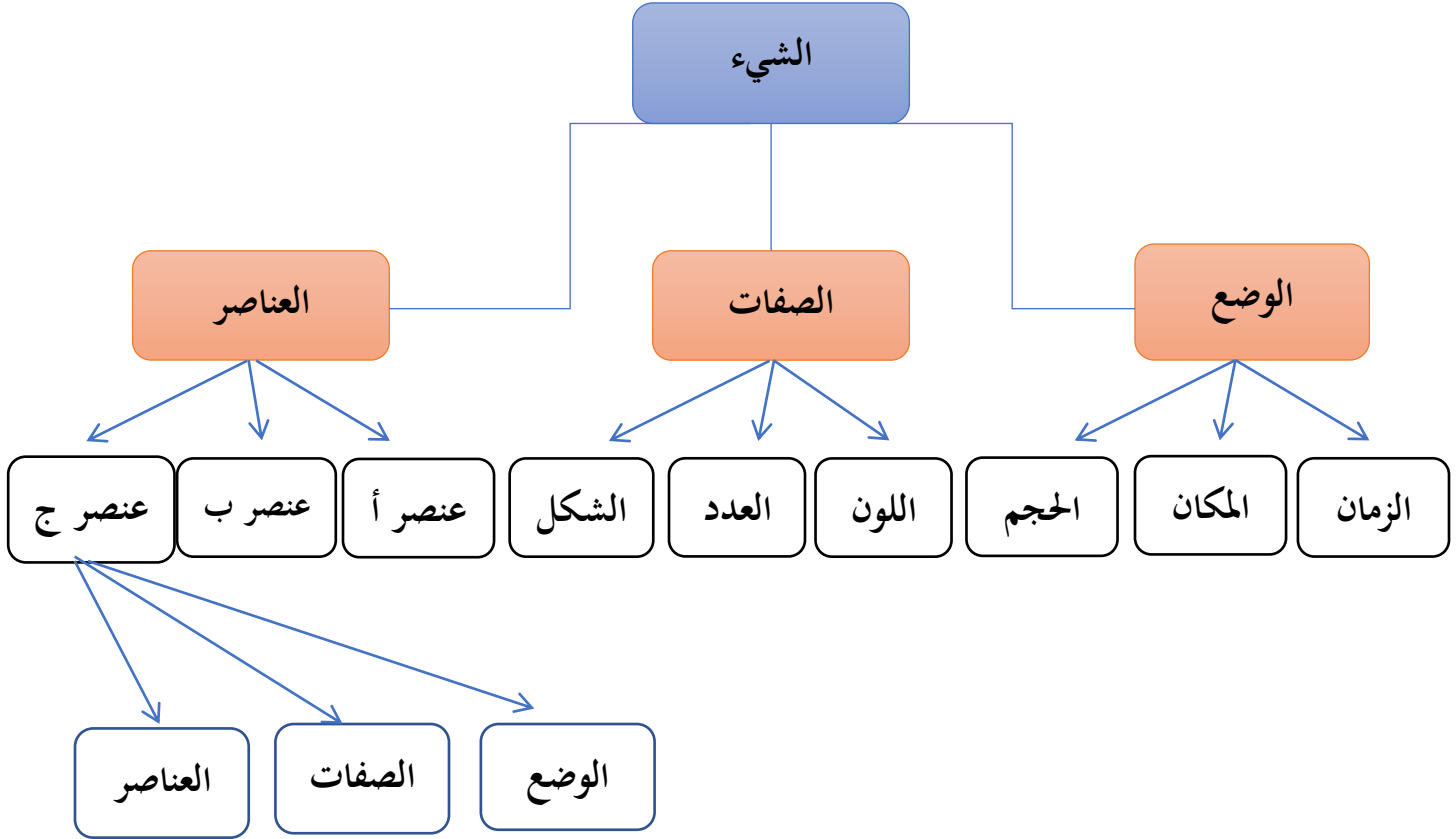 الشيء
الوضع
الصفات
العناصر
الزمان
المكان
الحجم
اللون
العدد
الشكل
عنصر أ
عنصر ب
عنصر ج
الوضع
الصفات
العناصر